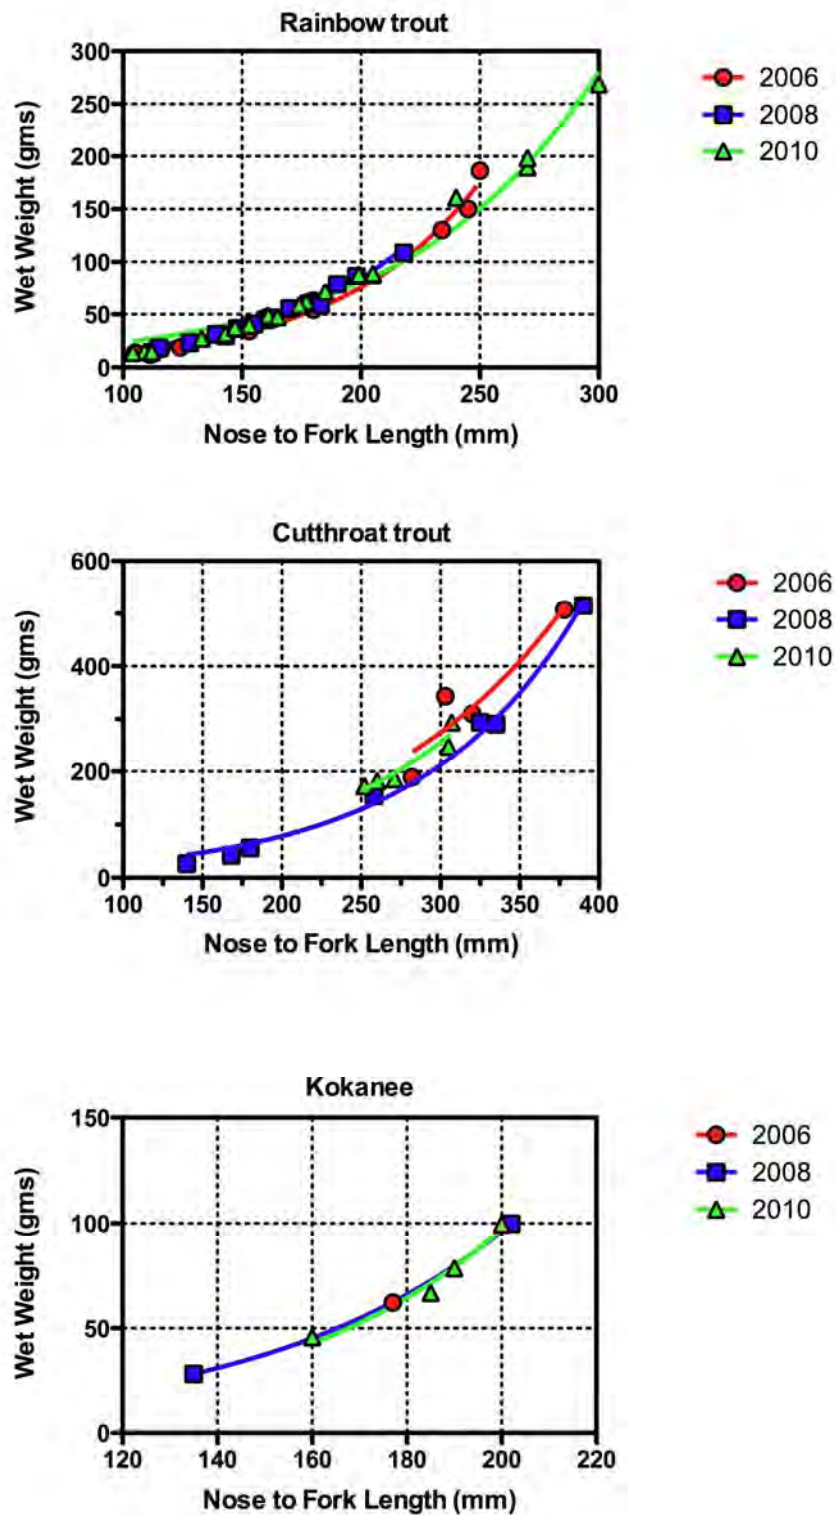 Rainbow trout
300
250
200
150
100
50
0
100 150 200 250 300
Wet Weight (gms)
Nose to Fork Length (mm)
2006
2008
2010
Cutthroat trout
600
400
200
0
100 150 200 250 300 350 400
Wet Weight (gms)
Nose to Fork Length (mm)
2006
2008
2010
Kokanee
150
100
50
0
120 140 160 180 200 220
Wet Weight (gms)
Nose to Fork Length (mm)
2006
2008
2010